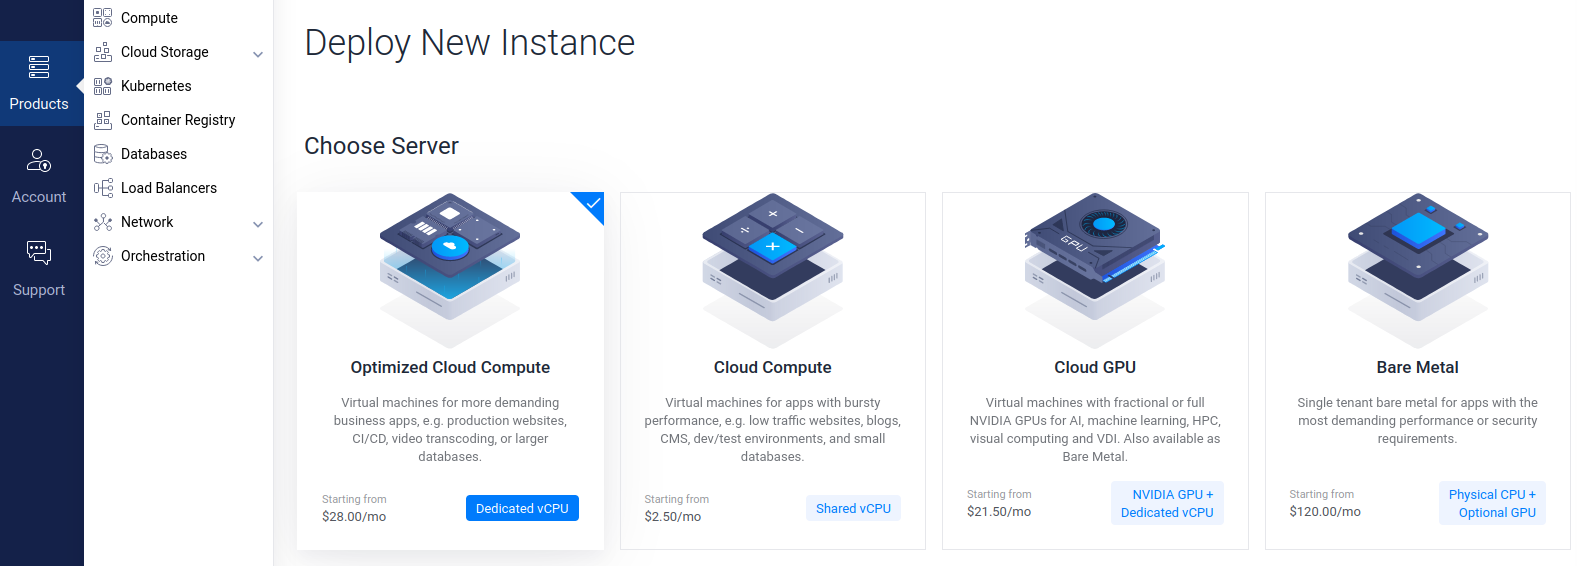 Products
Account
Support
Compute
Cloud Storage
Kubernetes
Container Registry
Databases
Load Balancers
Network
Orchestration
Deploy New Instance
Choose Server
Optimized Cloud Compute
Virtual machines for more demanding
business apps, e.g. production websites,
CI/CD, video transcoding, or larger
databases.
Starting from
$28.00/mo
Dedicated vCPU
Cloud Compute
Virtual machines for apps with bursty
performance, e.g. low traffic websites, blogs,
CMS, dev/test environments, and small
databases.
Starting from
$2.50/mo
Shared vCPU
GPU
Cloud GPU
Virtual machines with fractional or full
NVIDIA GPUs for AI, machine learning, HPC,
visual computing and VDI. Also available as
Bare Metal.
Starting from
$21.50/mo
NVIDIA GPU +
Dedicated vCPU
Bare Metal
Single tenant bare metal for apps with the
most demanding performance or security
requirements.
Starting from
$120.00/mo
Physical CPU +
Optional GPU